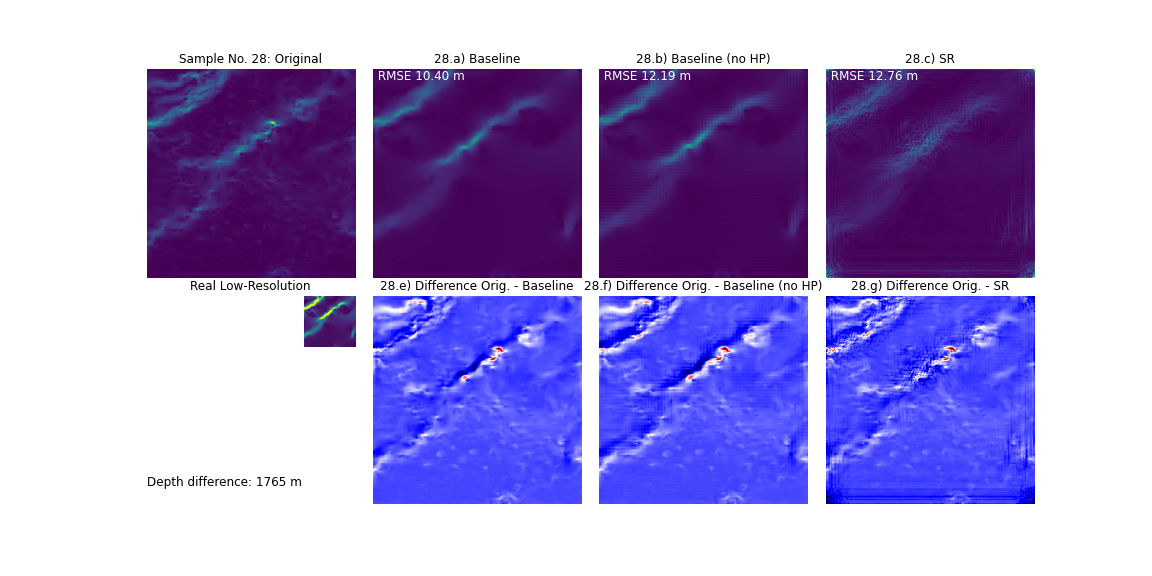 Sample No. 28: Original
28.a) Baseline
28.b) Baseline (no HP)
28.c) SR
RMSE 10.40 m
RMSE 12.19 m
RMSE 12.76 m
Real Low-Resolution
28.e) Difference Orig. - Baseline
28.f) Difference Orig. - Baseline (no HP)
28.g) Difference Orig. - SR
Depth difference: 1765 m